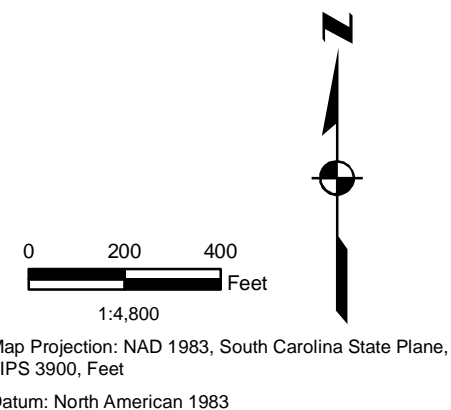 N
0 200 400
Feet
1:4,800
Map Projection: NAD 1983, South Carolina State Plane,
FIPS 3900, Feet
Datum: North American 1983